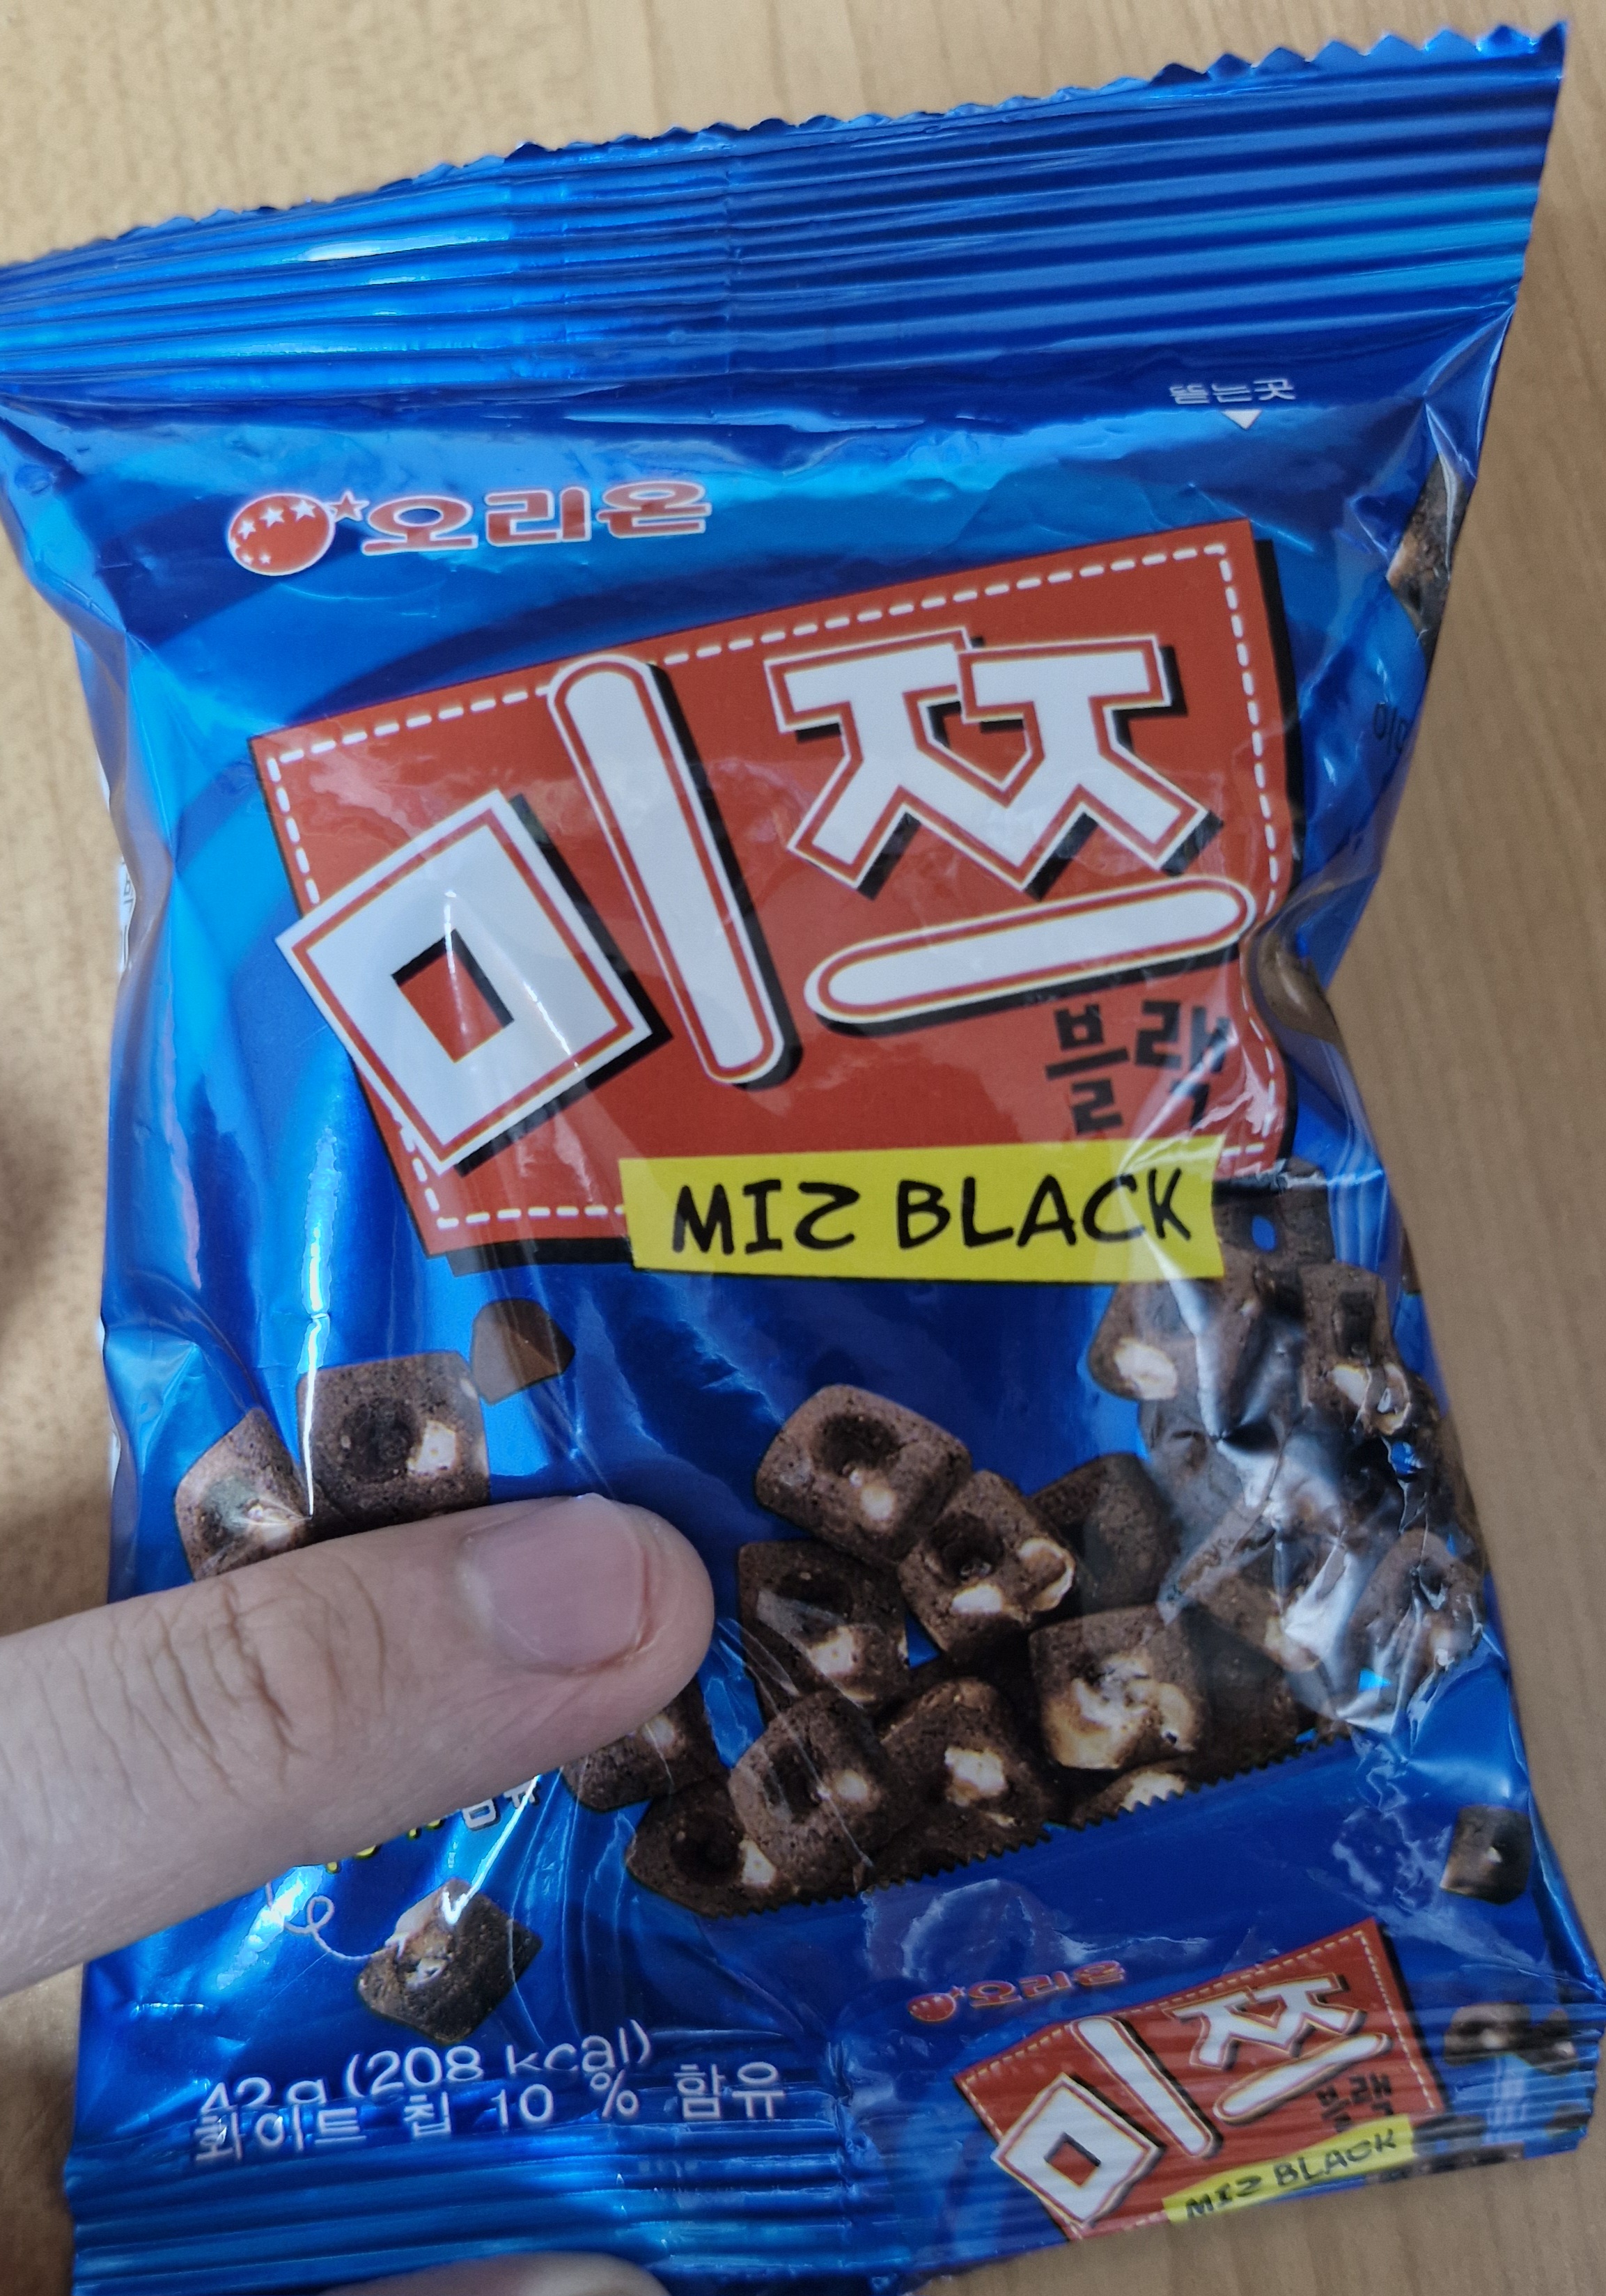 뜯는곳
오리온
미쯔
블랙
MIZ BLACK
42g (208 kcal)
화이트 칩 10 % 함유
오리온
미쯔
블랙
MIZ BLACK